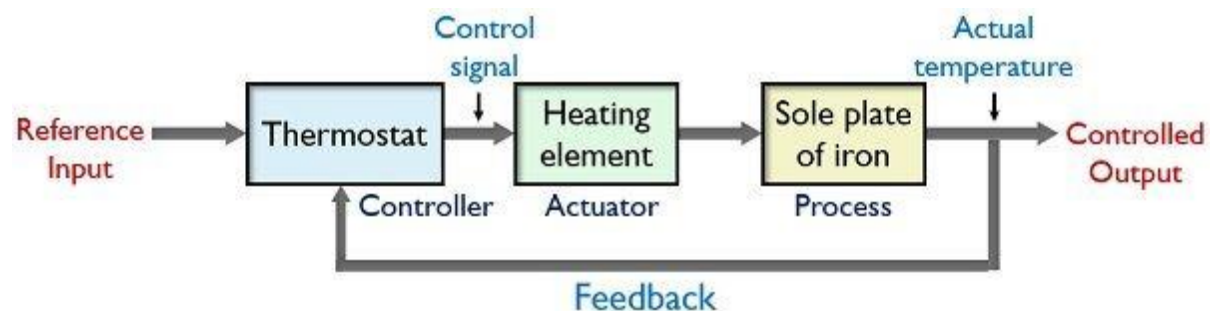 Control
signal
Actual
temperature
Reference
Input
Thermostat
Heating
element
Sole plate
of iron
Controlled
Output
Controller
Actuator
Process
Feedback